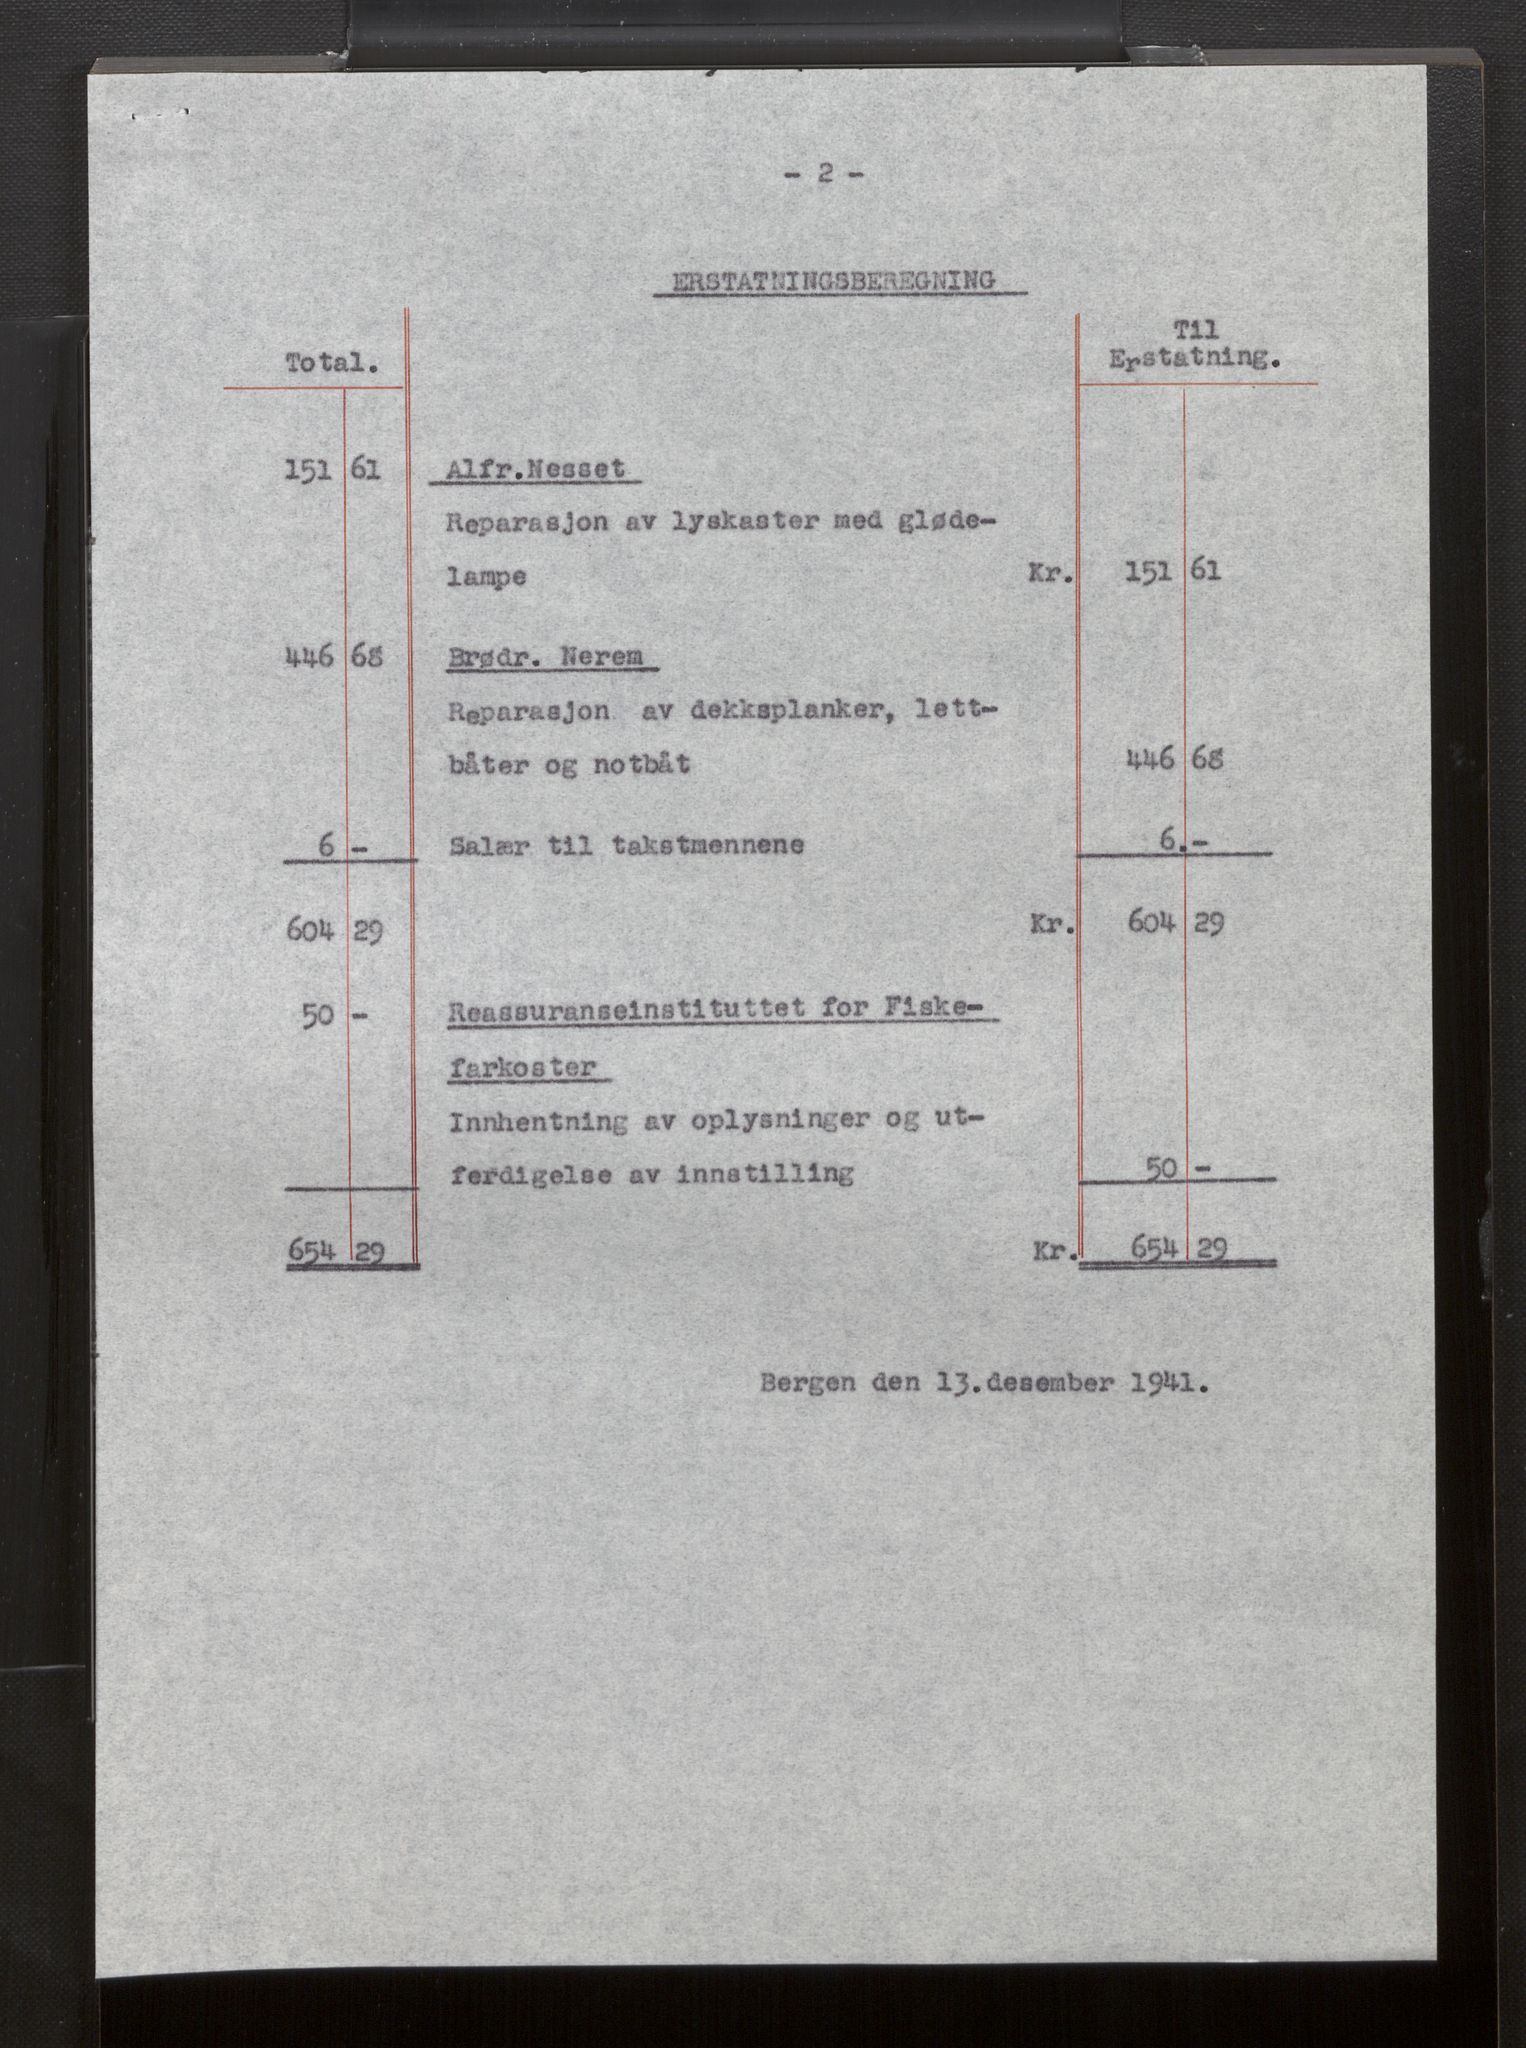 - 2 -
ERSTATNINGSBEREGNING
Total.
Til
Erstatning.
151 61 Alfr.Nesset
Reparasjon av lyskaster med gløde-
lampe Kr. 151 61
446 68 Brødr. Nerem
Reparasjon av dekksplanker, lett-
båter og notbåt 446 68
6 - Salær til takstmennene 6.-
604 29 Kr. 604 29
50 - Reassuranseinstituttet for Fiske-
farkoster
Innhentning av oplysninger og ut-
ferdigelse av innstilling 50 -
654 29 Kr. 654 29
Bergen den 13.desember 1941.